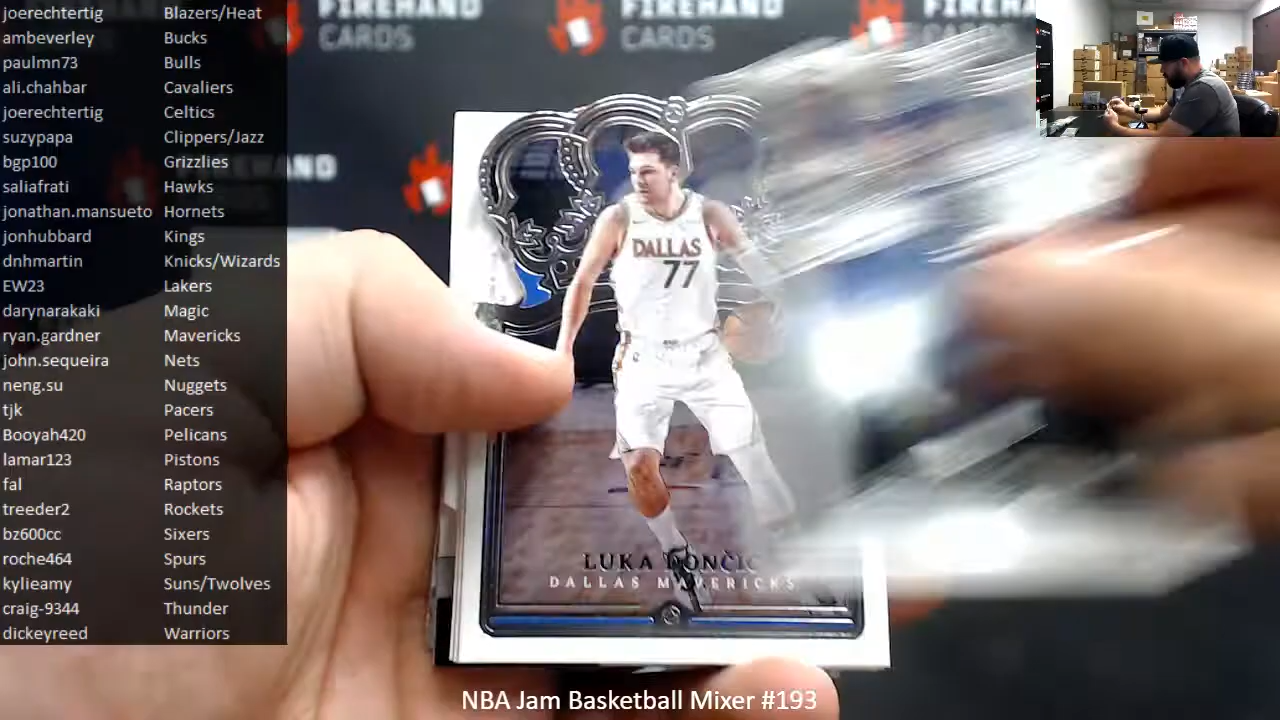 joerechtertig Blazers/Heat
ambeverley Bucks
paulmn73 Bulls
ali.chahbar Cavaliers
joerechtertig Celtics
suzypapa Clippers/Jazz
bgp100 Grizzlies
saliafrati Hawks
jonathan.mansueto Hornets
jonhubbard Kings
dnhmartin Knicks/Wizards
EW23 Lakers
darynarakaki Magic
ryan.gardner Mavericks
john.sequeira Nets
neng.su Nuggets
tjk Pacers
Booyah420 Pelicans
lamar123 Pistons
fal Raptors
treeder2 Rockets
bz600cc Sixers
roche464 Spurs
kylieamy Suns/Twolves
craig-9344 Thunder
dickeyreed Warriors
FIREHAND
CARDS
FIREHAND
CARDS
DALLAS
77
LUKA DONČIĆ
DALLAS MAVERICKS
NBA Jam Basketball Mixer #193